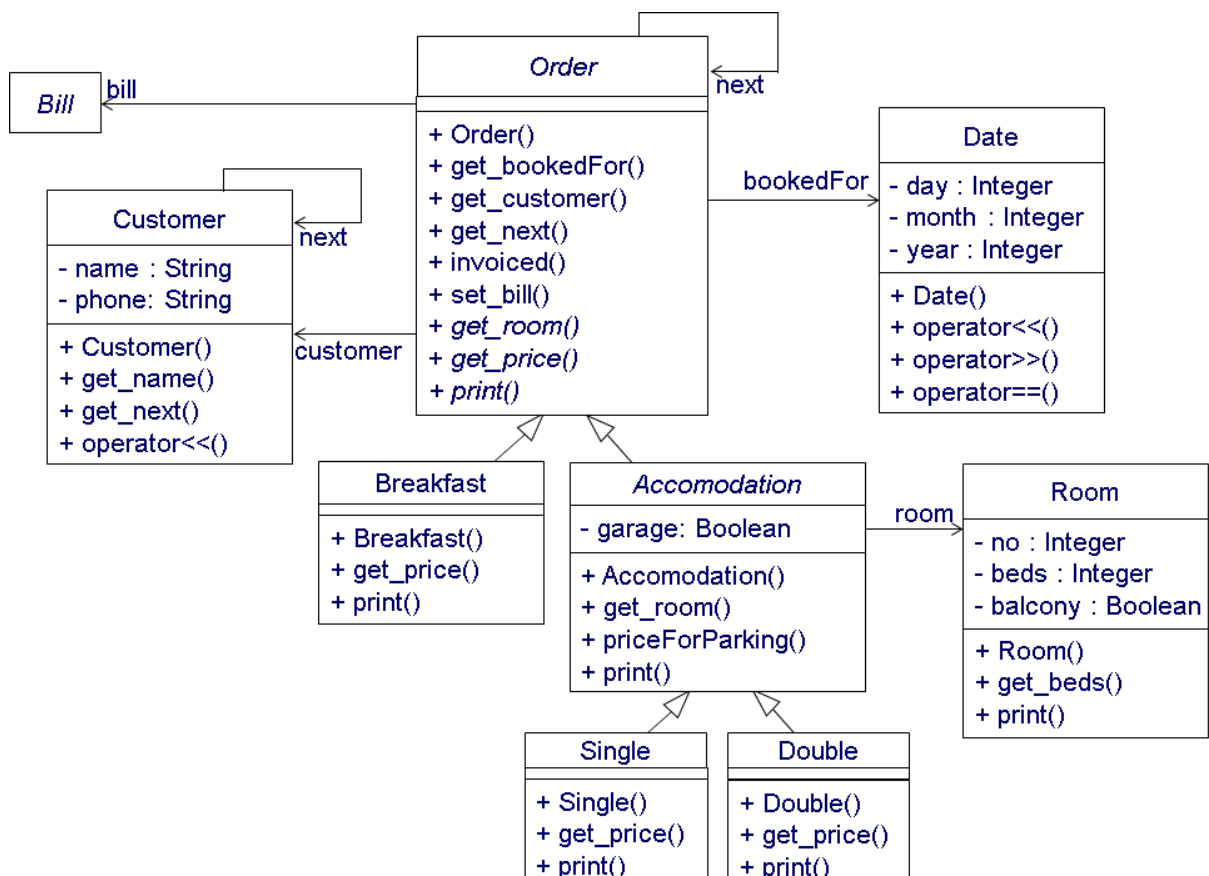 Order
next
Bill
bill
+ Order()
+ get_bookedFor()
+ get_customer()
+ get_next()
+ invoiced()
+ set_bill()
+ get_room()
+ get_price()
+ print()
Customer
next
- name : String
- phone: String
+ Customer()
+ get_name()
+ get_next()
+ operator<<()
customer
bookedFor
Date
- day : Integer
- month : Integer
- year : Integer
+ Date()
+ operator<<()
+ operator>>()
+ operator==()
Breakfast
+ Breakfast()
+ get_price()
+ print()
Accomodation
- garage: Boolean
+ Accomodation()
+ get_room()
+ priceForParking()
+ print()
room
Room
- no : Integer
- beds : Integer
- balcony : Boolean
+ Room()
+ get_beds()
+ print()
Single
+ Single()
+ get_price()
+ print()
Double
+ Double()
+ get_price()
+ print()